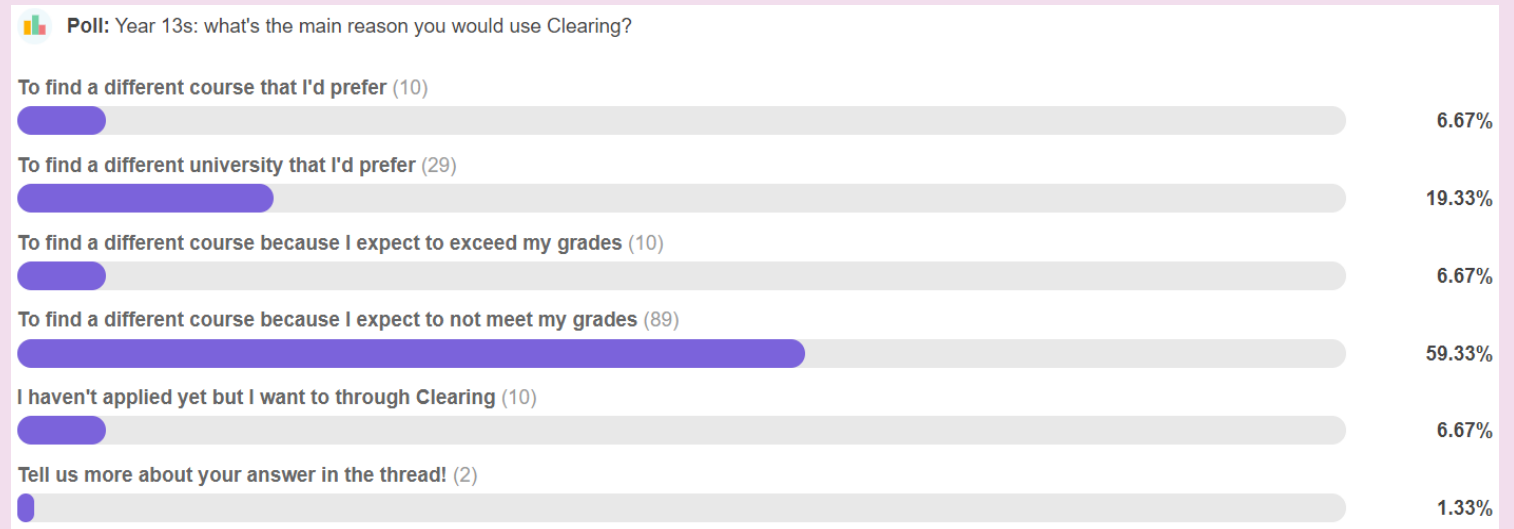 Poll: Year 13s: what's the main reason you would use Clearing?
To find a different course that I'd prefer (10)
6.67%
To find a different university that I'd prefer (29)
19.33%
To find a different course because I expect to exceed my grades (10)
6.67%
To find a different course because I expect to not meet my grades (89)
59.33%
I haven't applied yet but I want to through Clearing (10)
6.67%
Tell us more about your answer in the thread! (2)
1.33%